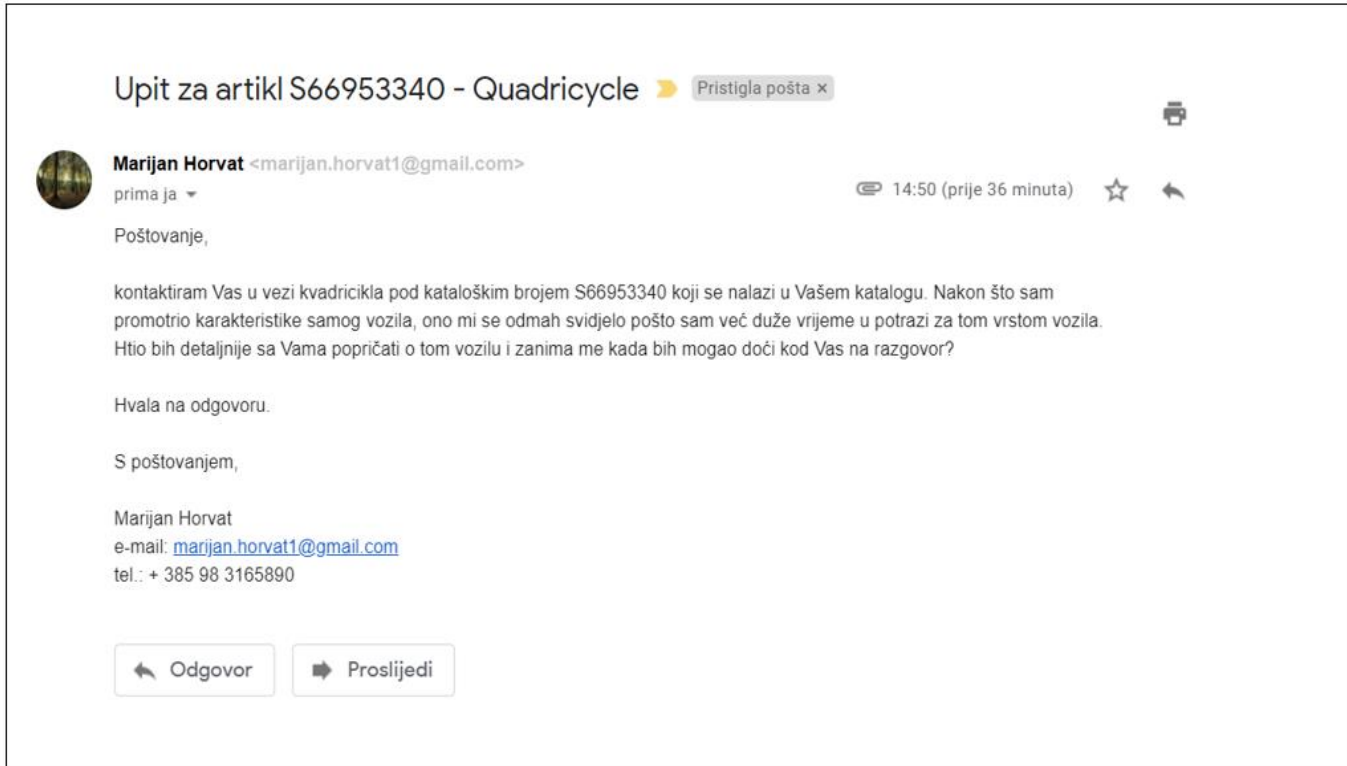 Upit za artikl S66953340 - Quadricycle Pristigla pošta ×
Marijan Horvat <marijan.horvat1@gmail.com>
prima ja
14:50 (prije 36 minuta)
Poštovanje,
kontaktiram Vas u vezi kvadricikla pod kataloškim brojem S66953340 koji se nalazi u Vašem katalogu. Nakon što sam
promotrio karakteristike samog vozila, ono mi se odmah svidjelo pošto sam već duže vrijeme u potrazi za tom vrstom vozila.
Htio bih detaljnije sa Vama popričati o tom vozilu i zanima me kada bih mogao doći kod Vas na razgovor?
Hvala na odgovoru.
S poštovanjem,
Marijan Horvat
e-mail: marijan.horvat1@gmail.com
tel.: + 385 98 3165890
Odgovor Proslijedi